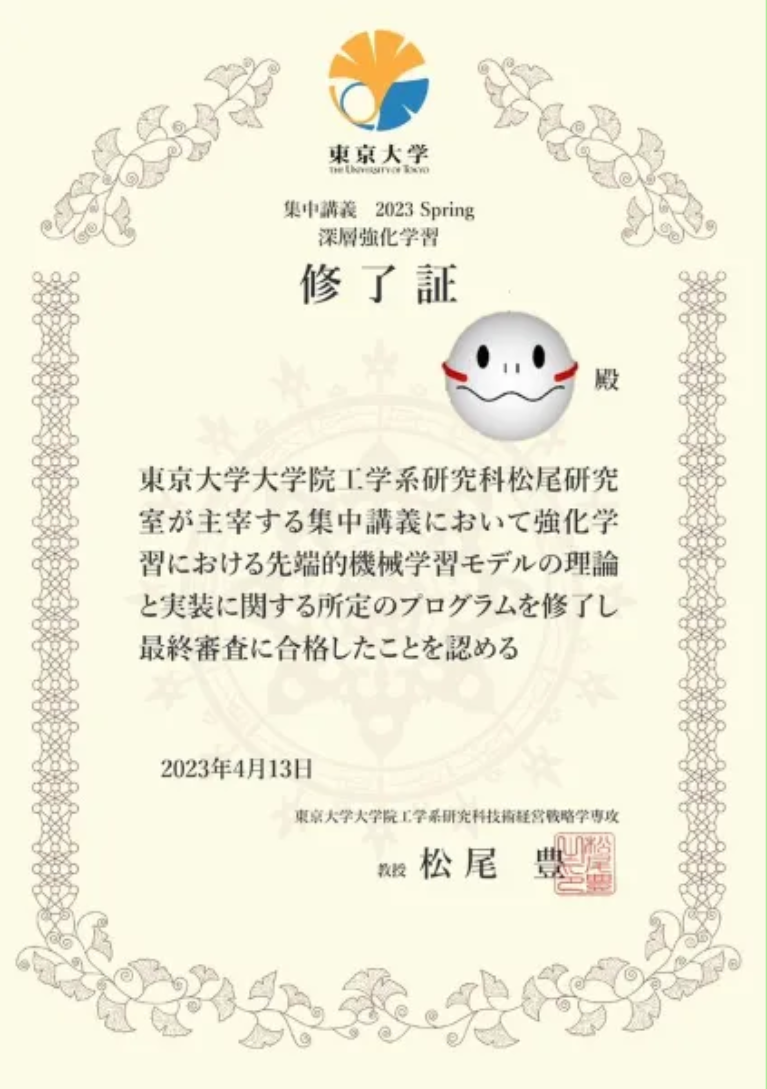 東京大学
THE UNIVERSITY OF TOKYO
集中講義　2023 Spring
深層強化学習
修了証
殿
東京大学大学院工学系研究科松尾研究
室が主宰する集中講義において強化学
習における先端的機械学習モデルの理論
と実装に関する所定のプログラムを修了し
最終審査に合格したことを認める
2023年4月13日
東京大学大学院工学系研究科技術経営戦略学専攻
教授 松尾　豊
松尾豊